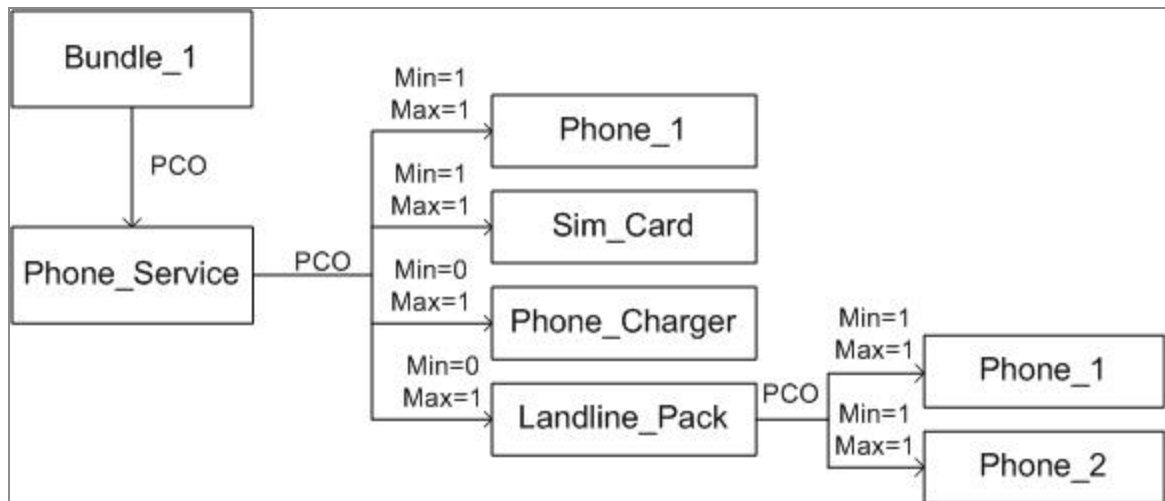 Bundle_1
PCO
Phone_Service
PCO
Min=1
Max=1
Phone_1
Min=1
Max=1
Sim_Card
Min=0
Max=1
Phone_Charger
Min=0
Max=1
Landline_Pack
PCO
Min=1
Max=1
Phone_1
Min=1
Max=1
Phone_2